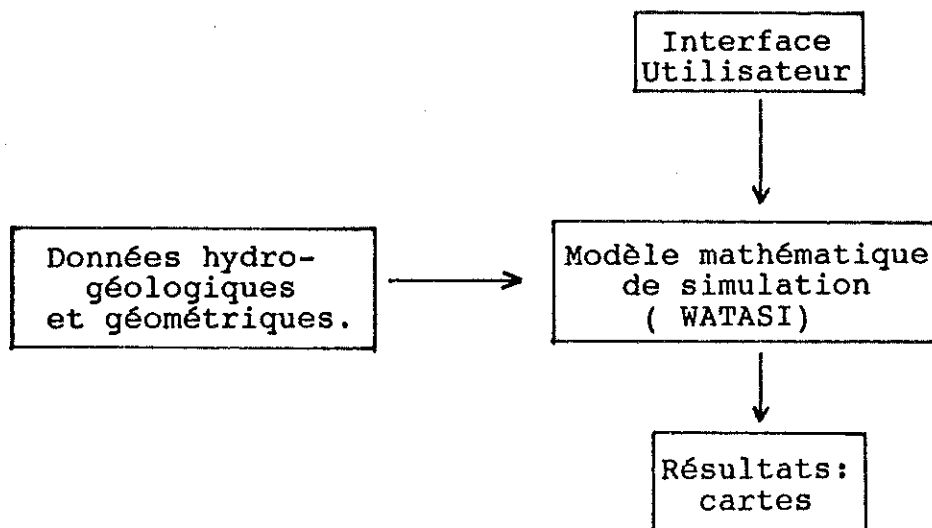 Interface
Utilisateur
Données hydro-
géologiques
et géométriques.
Modèle mathématique
de simulation
( WATASI)
Résultats:
cartes